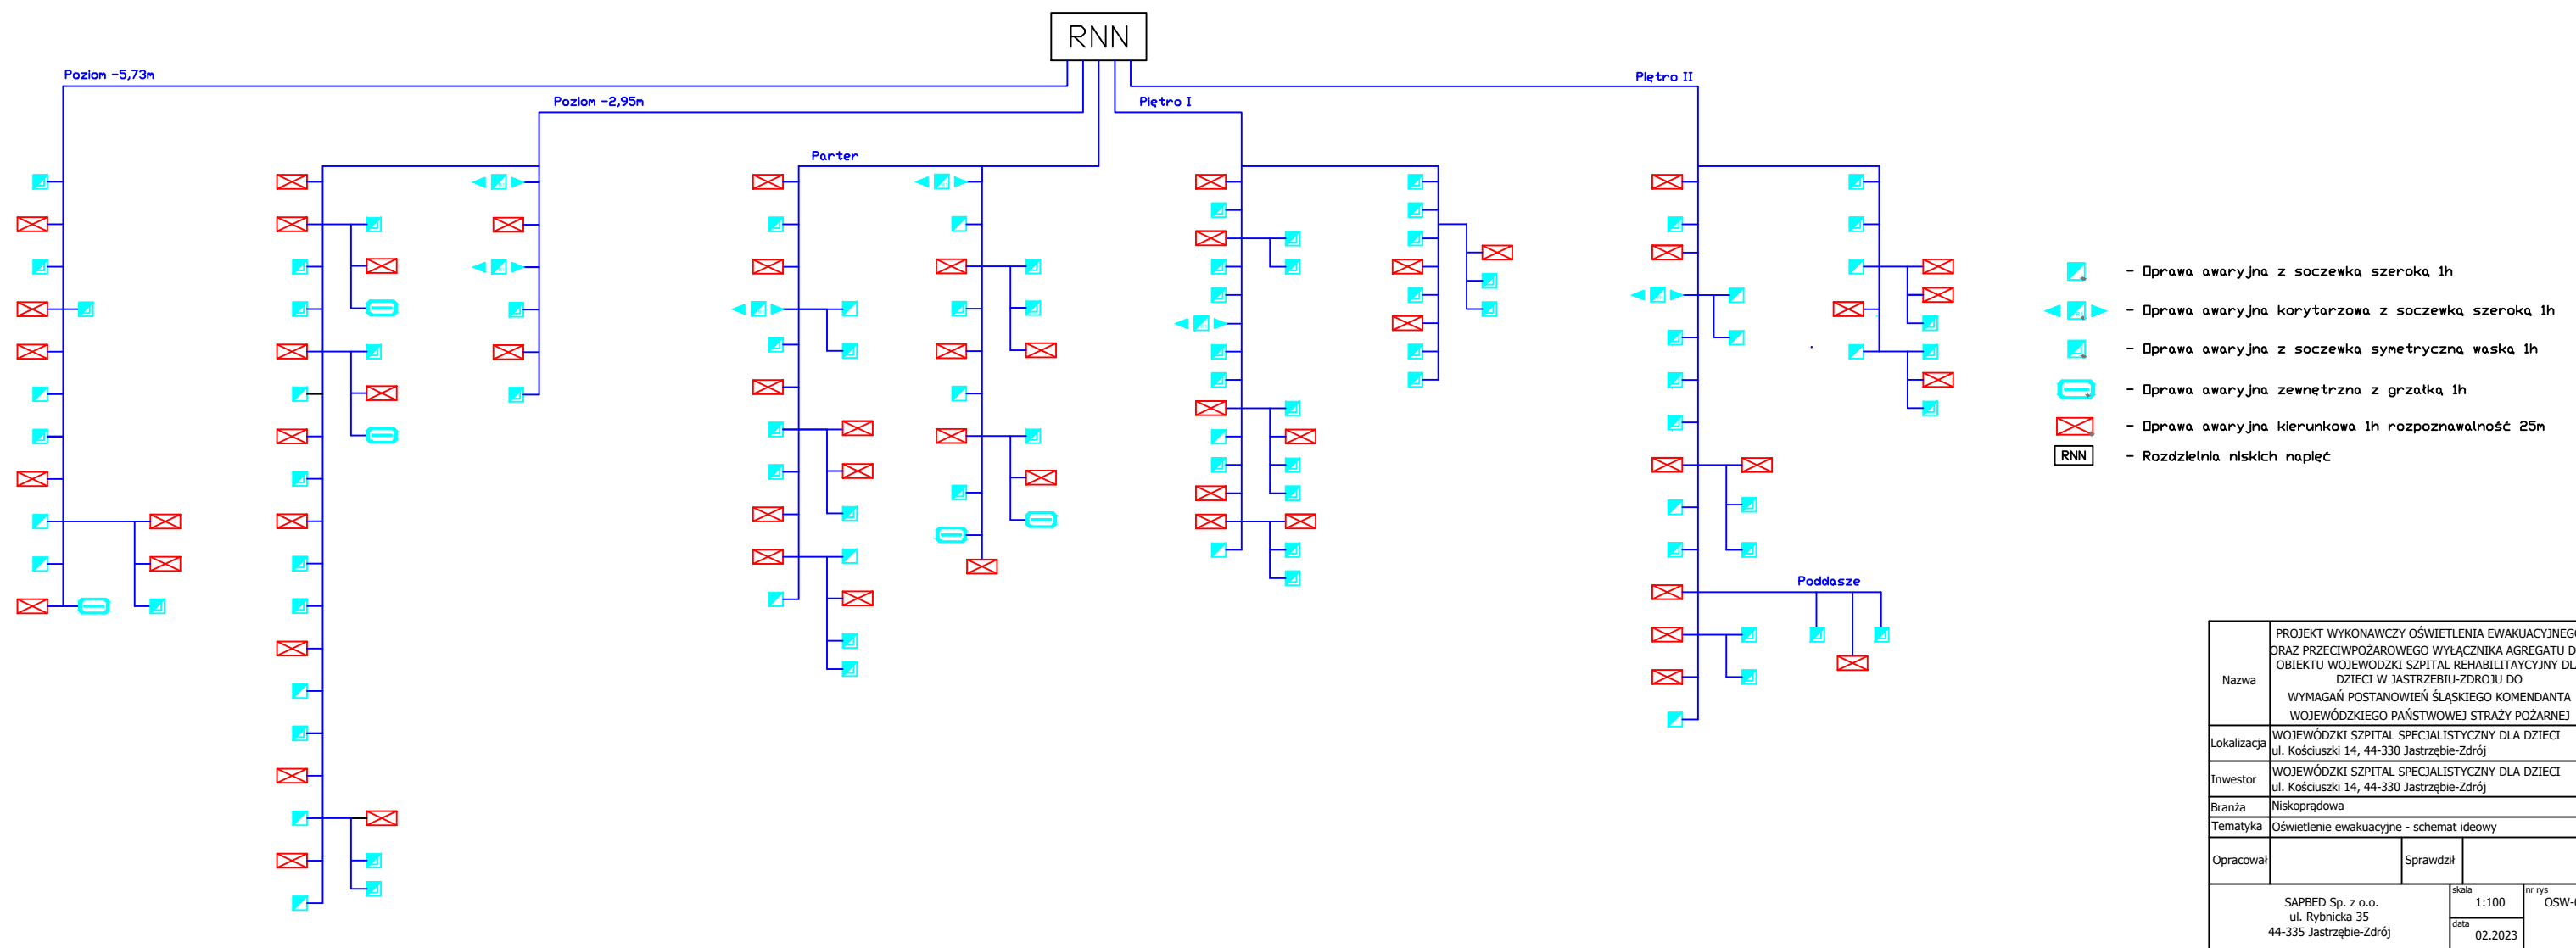 RNN
Poziom -5,73m
Piętro II
Poziom -2,95m
Piętro I
Parter
Poddasze
- Oprawa awaryjna z soczewką szeroką 1h
- Oprawa awaryjna korytarzowa z soczewką szeroką 1h
- Oprawa awaryjna z soczewką symetryczną waską 1h
- Oprawa awaryjna zewnętrzna z grzałką 1h
- Oprawa awaryjna kierunkowa 1h rozpoznawalność 25m
RNN - Rozdzielnia niskich napięć
Nazwa
PROJEKT WYKONAWCZY OŚWIETLENIA
ORAZ PRZECIWPOŻAROWEGO WYŁĄCZNIKA AGREGATU
OBIEKTU WOJEWODZKI SZPITAL REHABILITAYCYJNY
DZIECI W JASTRZEBIU-ZDROJU DO
WYMAGAŃ POSTANOWIEŃ ŚLĄSKIEGO KOMENDANTA
WOJEWÓDZKIEGO PAŃSTWOWEJ STRAŻY POŻARNEJ
Lokalizacja
WOJEWÓDZKI SZPITAL SPECJALISTYCZNY DLA DZIECI
ul. Kościuszki 14, 44-330 Jastrzębie-Zdrój
Inwestor
WOJEWÓDZKI SZPITAL SPECJALISTYCZNY DLA DZIECI
ul. Kościuszki 14, 44-330 Jastrzębie-Zdrój
Branża Niskoprądowa
Tematyka Oświetlenie ewakuacyjne - schemat ideowy
Opracował Sprawdził
SAPBED Sp. z o.o.
ul. Rybnicka 35
44-335 Jastrzębie-Zdrój
skala
1:100
data
02.2023
nr rys